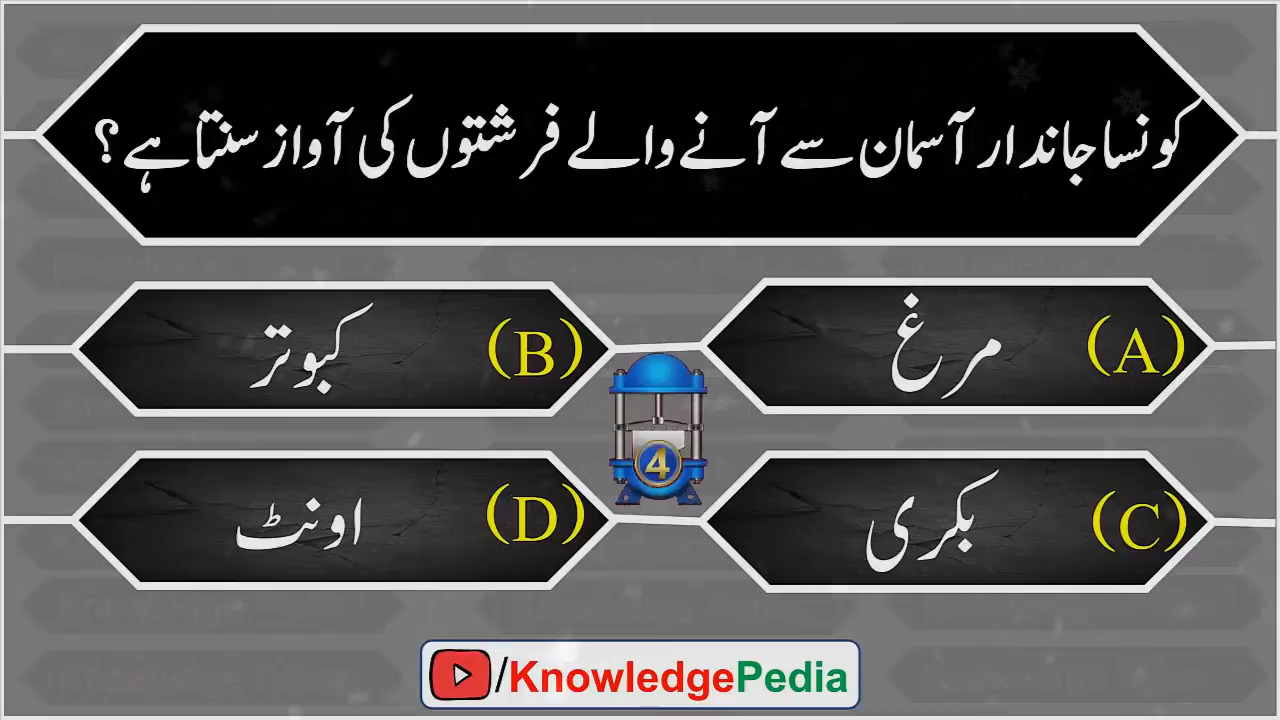 کونسا جاندار آسمان سے آنے والے فرشتوں کی آواز سنتا ہے؟
(A) مرغ
(B) کبوتر
4
(C) بکری
(D) اونٹ
/KnowledgePedia